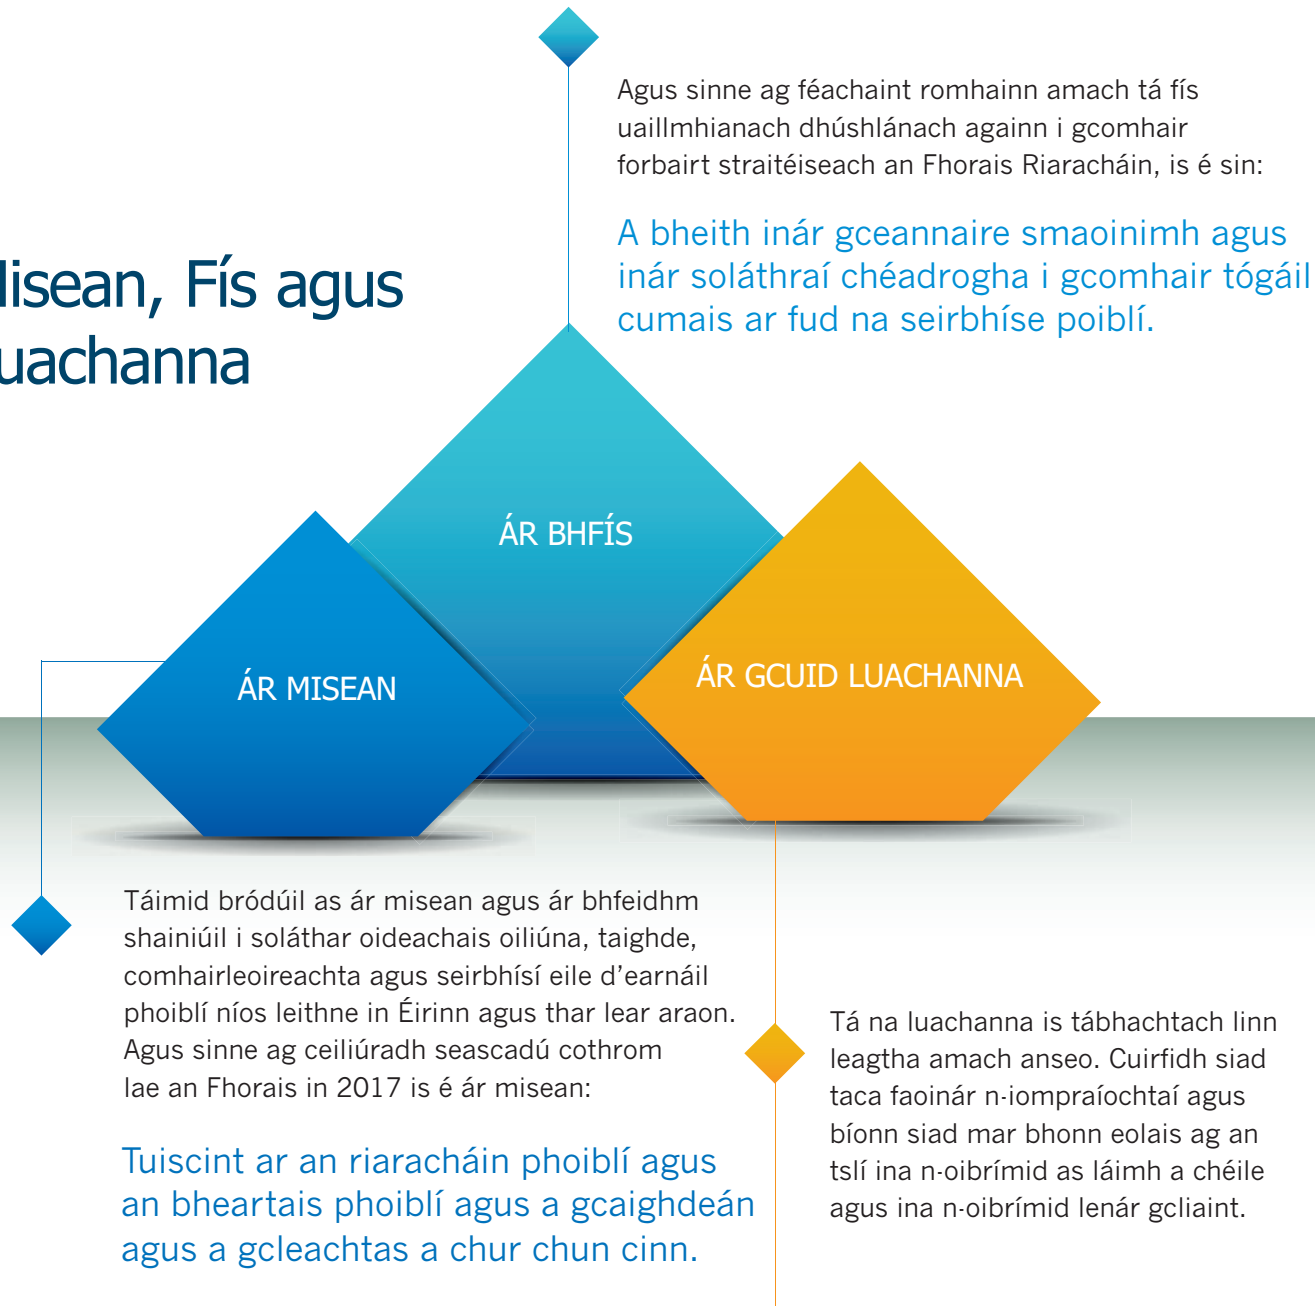 Agus sinne ag féachaint romhainn amach tá fís
uaillmhianach dhúshlánach againn i gcomhair
forbairt straitéiseach an Fhorais Riaracháin, is é sin:
A bheith inár gceannaire smaoinimh agus
inár soláthraí chéadrogha i gcomhair tógáil
cumais ar fud na seirbhíse poiblí.
isean, Fís agus
uachanna
ÁR BHFÍS
ÁR MISEAN
ÁR GCUID LUACHANNA
Táimid bródúil as ár misean agus ár bhfeidhm
shainiúil i soláthar oideachais oiliúna, taighde,
comhairleoireachta agus seirbhísí eile d’earnáil
phoiblí níos leithne in Éirinn agus thar lear araon.
Agus sinne ag ceiliúradh seascadú cothrom
lae an Fhorais in 2017 is é ár misean:
Tuiscint ar an riaracháin phoiblí agus
an bheartais phoiblí agus a gcaighdeán
agus a gcleachtas a chur chun cinn.
Tá na luachanna is tábhachtach linn
leagtha amach anseo. Cuirfidh siad
taca faoinár n-iompraíochtaí agus
bíonn siad mar bhonn eolais ag an
tslí ina n-oibrímid as láimh a chéile
agus ina n-oibrímid lenár gcliaint.